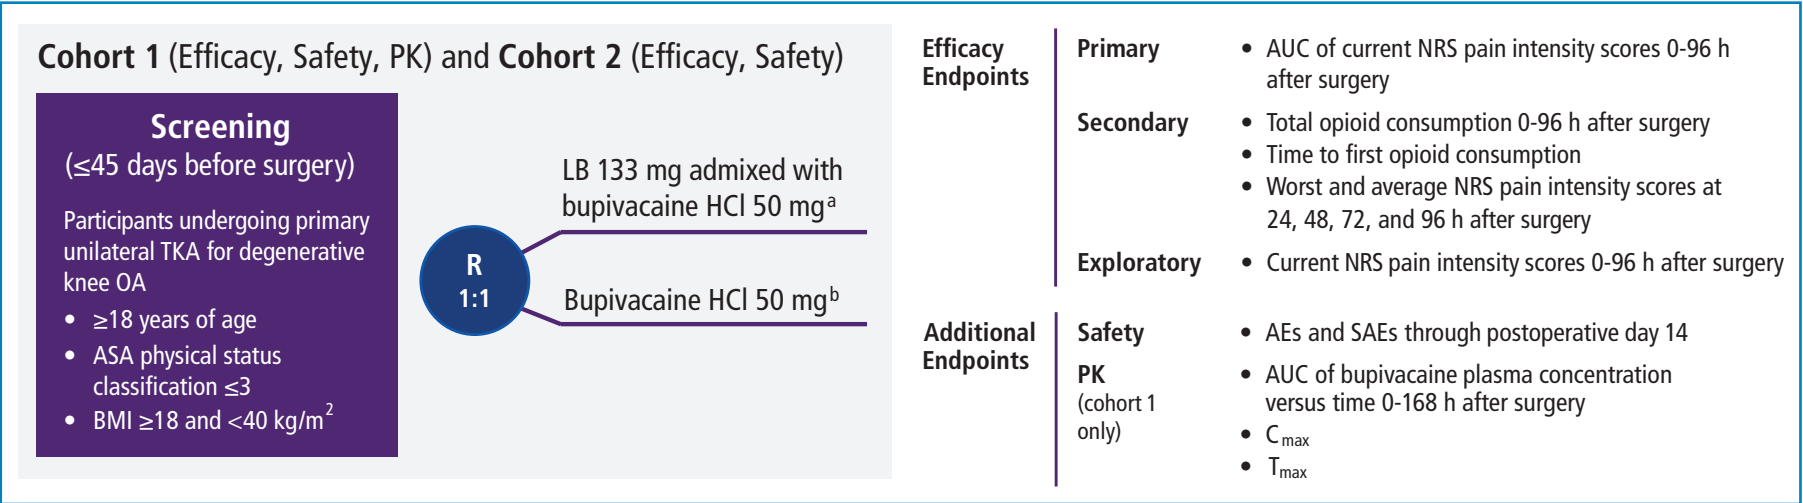 Cohort 1 (Efficacy, Safety, PK) and Cohort 2 (Efficacy, Safety)
Screening
(≤45 days before surgery)
Participants undergoing primary
unilateral TKA for degenerative
knee OA
• ≥18 years of age
• ASA physical status
classification ≤3
• BMI ≥18 and <40 kg/m²
R
1:1
LB 133 mg admixed with
bupivacaine HCl 50 mgᵃ
Bupivacaine HCl 50 mgᵇ
Efficacy
Endpoints
Primary
• AUC of current NRS pain intensity scores 0-96 h
after surgery
Secondary
• Total opioid consumption 0-96 h after surgery
• Time to first opioid consumption
• Worst and average NRS pain intensity scores at
24, 48, 72, and 96 h after surgery
Exploratory
• Current NRS pain intensity scores 0-96 h after surgery
Additional
Endpoints
Safety
• AEs and SAEs through postoperative day 14
PK
(cohort 1
only)
• AUC of bupivacaine plasma concentration
versus time 0-168 h after surgery
• Cmax
• Tmax